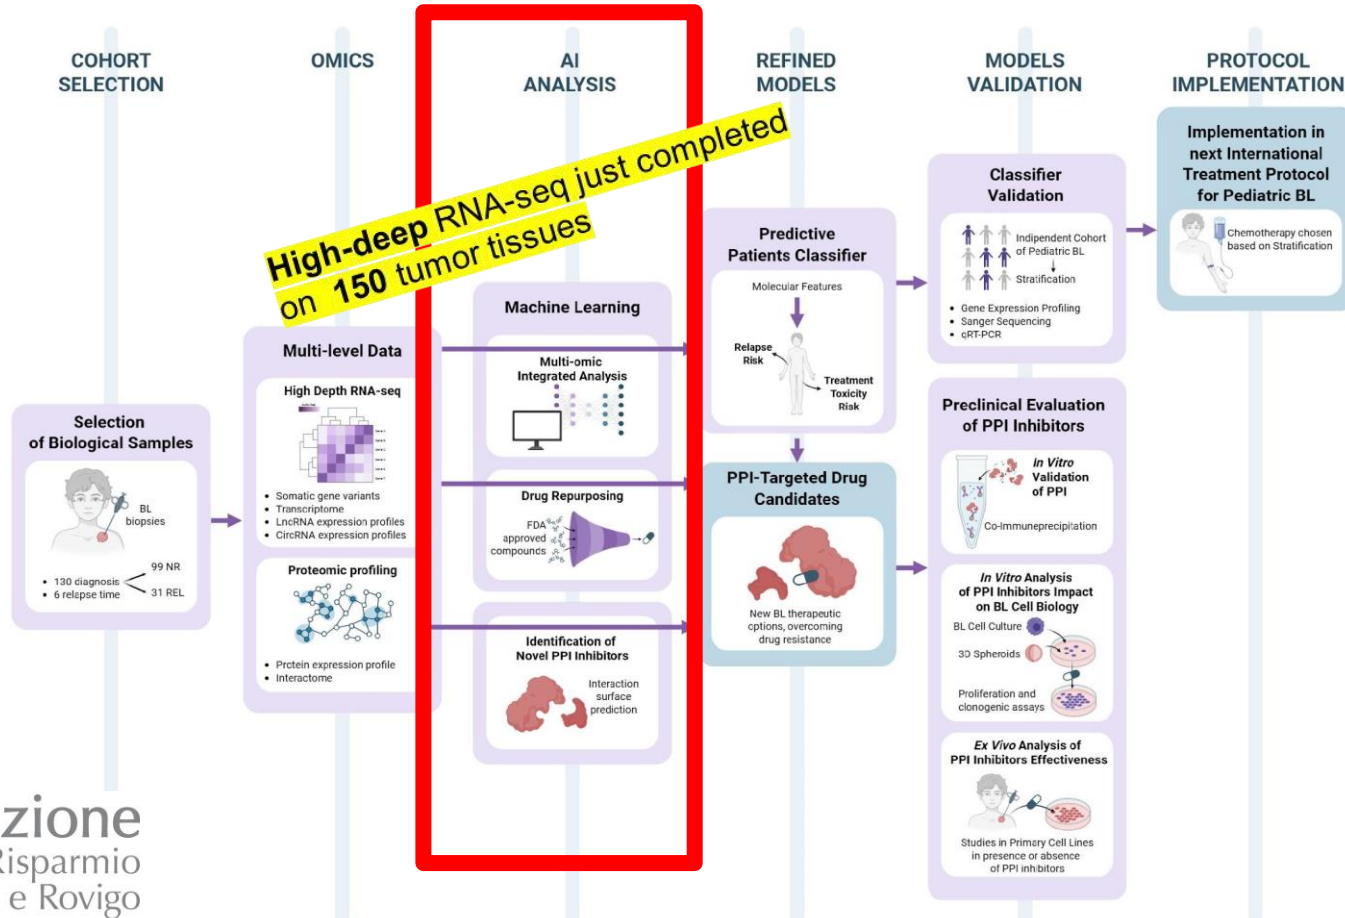 COHORT
SELECTION
OMICS
AI
ANALYSIS
REFINED
MODELS
MODELS
VALIDATION
PROTOCOL
IMPLEMENTATION
High-deep RNA-seq just completed
on 150 tumor tissues
Selection
of Biological Samples
BL
biopsies
• 130 diagnosis
• 6 relapse time
99 NR
31 REL
Multi-level Data
High Depth RNA-seq
• Somatic gene variants
• Transcriptome
• LncRNA expression profiles
• CircRNA expression profiles
Proteomic profiling
• Protein expression profile
• Interactome
Machine Learning
Multi-omic
Integrated Analysis
Drug Repurposing
FDA
approved
compounds
Identification of
Novel PPI Inhibitors
Interaction
surface
prediction
Predictive
Patients Classifier
Molecular Features
Relapse
Risk
Treatment
Toxicity
Risk
PPI-Targeted Drug
Candidates
New BL therapeutic
options, overcoming
drug resistance
Classifier
Validation
Indipendent Cohort
of Pediatric BL
Stratification
• Gene Expression Profiling
• Sanger Sequencing
• qRT-PCR
Preclinical Evaluation
of PPI Inhibitors
In Vitro
Validation
of PPI
Co-Immuneprecipitation
In Vitro Analysis
of PPI Inhibitors Impact
on BL Cell Biology
BL Cell Culture
3D Spheroids
Proliferation and
clonogenic assays
Ex Vivo Analysis of
PPI Inhibitors Effectiveness
Studies in Primary Cell Lines
in presence or absence
of PPI inhibitors
Implementation in
next International
Treatment Protocol
for Pediatric BL
Chemotherapy chosen
based on Stratification
zione
Risparmio
e Rovigo